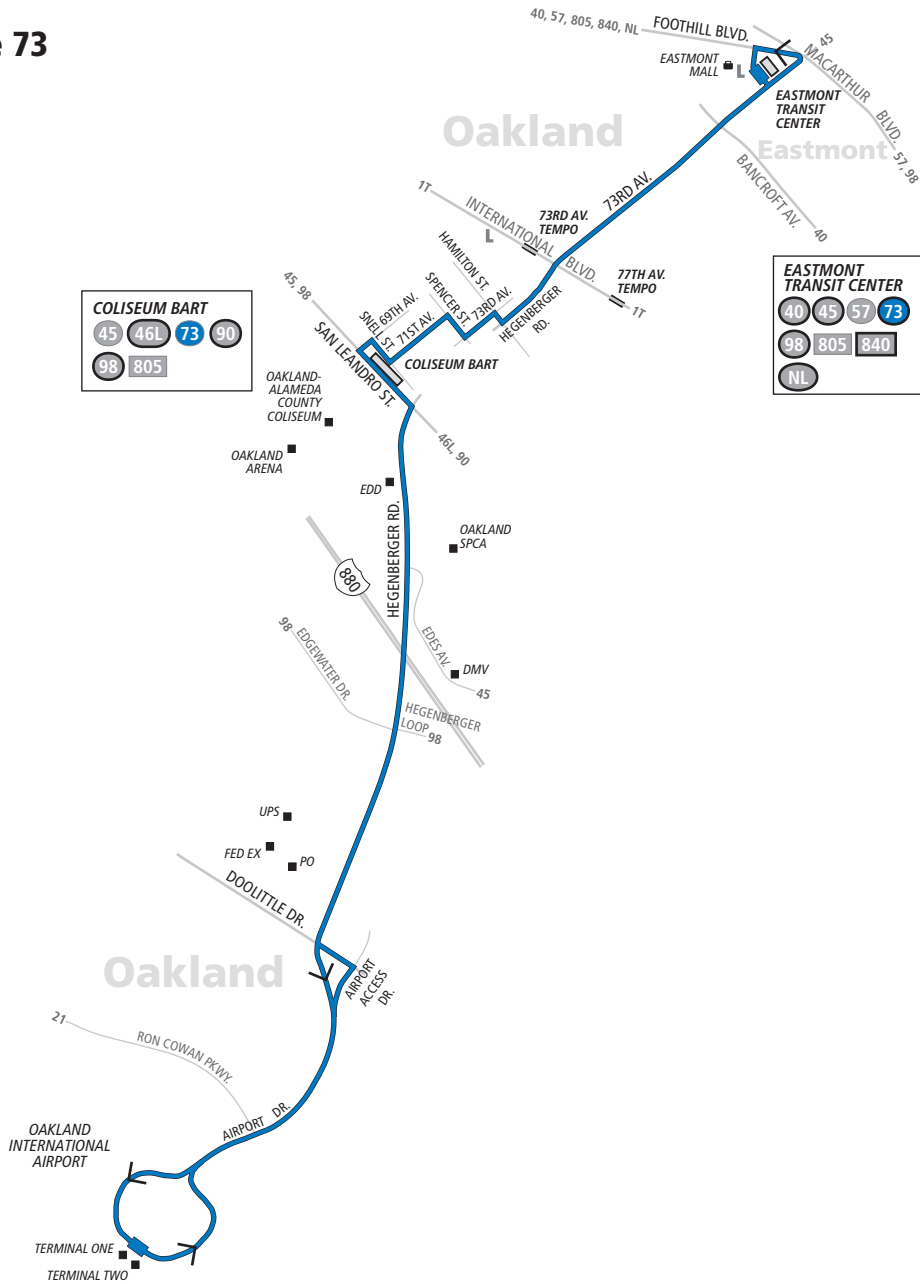 e 73
40, 57, 805, 840, NL
FOOTHILL BLVD.
45
MACARTHUR
BLVD.
57, 98
EASTMONT
MALL
L
EASTMONT
TRANSIT
CENTER
Oakland
Eastmont
BANCROFT AV.
40
73RD AV.
1T
INTERNATIONAL
BLVD.
1T
L
73RD AV.
TEMPO
77TH AV.
TEMPO
HAMILTON ST.
SPENCER ST.
73RD AV.
HEGENBERGER
RD.
45, 98
SNELL ST.
69TH AV.
71ST AV.
SAN LEANDRO ST.
COLISEUM BART
46L, 90
COLISEUM BART
45 46L 73 90
98 805
EASTMONT
TRANSIT CENTER
40 45 57 73
98 805 840
NL
OAKLAND-
ALAMEDA
COUNTY
COLISEUM
OAKLAND
ARENA
EDD
HEGENBERGER RD.
OAKLAND
SPCA
880
98
EDGEWATER DR.
EDES AV.
DMV
45
HEGENBERGER
LOOP
98
UPS
FED EX
PO
DOOLITTLE DR.
Oakland
AIRPORT
ACCESS
DR.
21
RON COWAN PKWY.
AIRPORT DR.
OAKLAND
INTERNATIONAL
AIRPORT
TERMINAL ONE
TERMINAL TWO